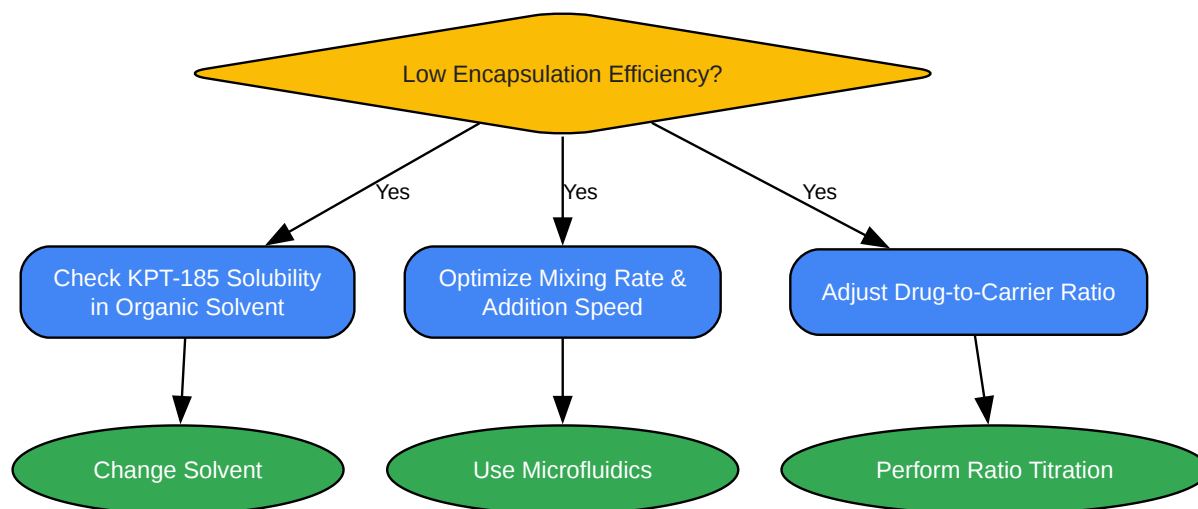 Low Encapsulation Efficiency?
Yes
Yes
Yes
Check KPT-185 Solubility
in Organic Solvent
Optimize Mixing Rate &
Addition Speed
Adjust Drug-to-Carrier Ratio
Change Solvent
Use Microfluidics
Perform Ratio Titration